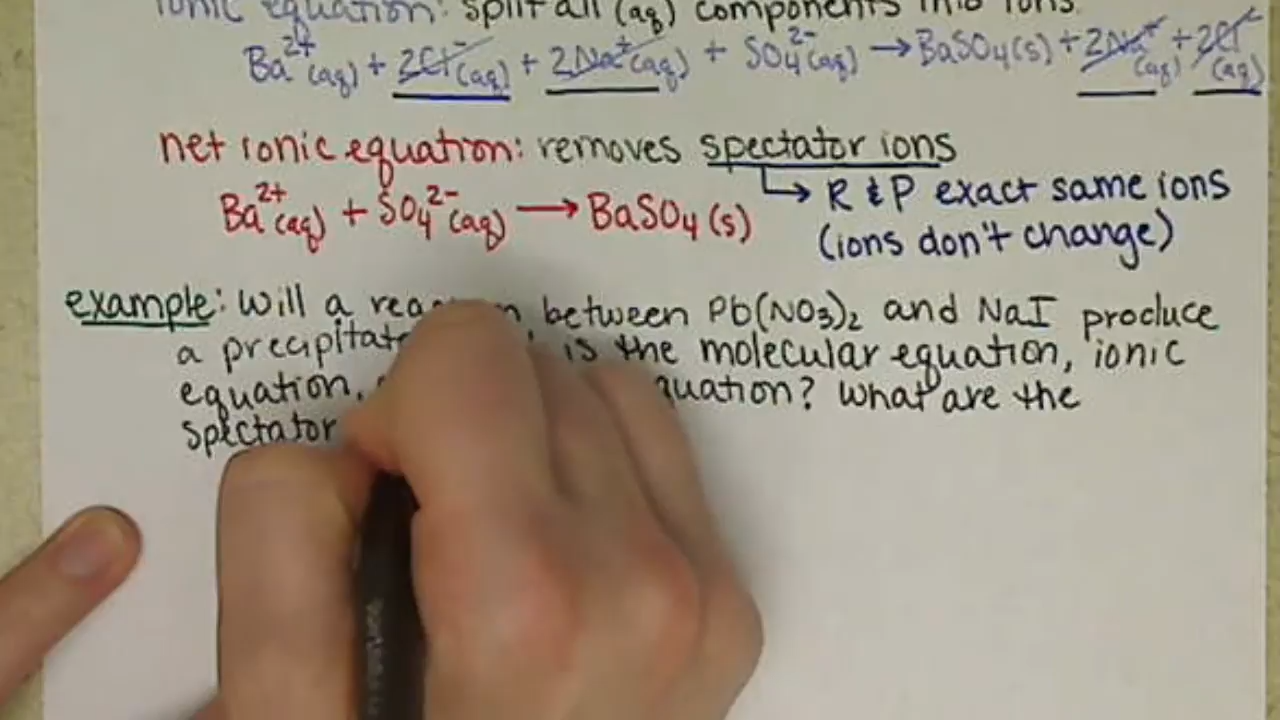 ionic equation: split all (aq) components into ions
Ba²⁺(aq) + 2Cl⁻(aq) + 2Na⁺(aq) + SO₄²⁻(aq) → BaSO₄(s) + 2Na⁺(aq) + 2Cl⁻(aq)
net ionic equation: removes spectator ions
↳ R & P exact same ions
Ba²⁺(aq) + SO₄²⁻(aq) → BaSO₄(s)
(ions don't change)
example: Will a between Pb(NO₃)₂ and NaI produce
a is the molecular equation, ionic
equation, equation? What are the
spectator